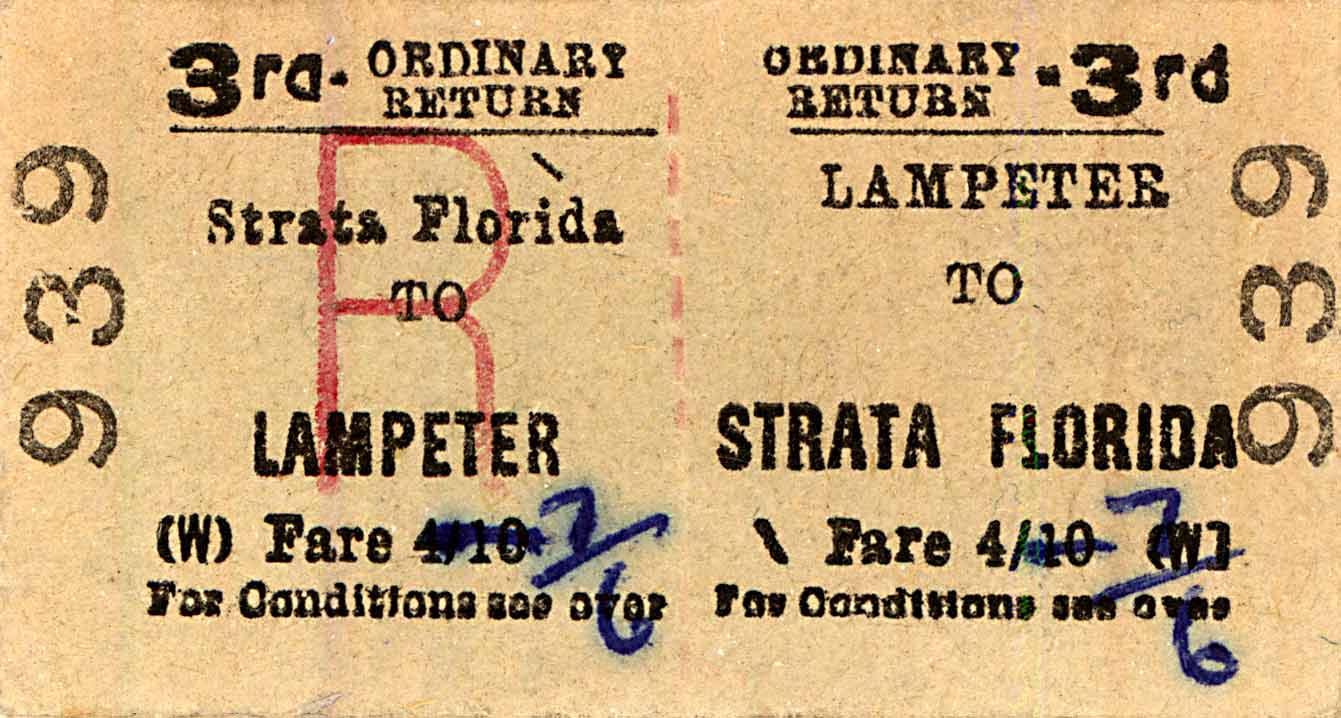 939
3rd. ORDINARY RETURN
Strata Florida
TO
LAMPETER
(W) Fare 4/10 7/6
For Conditions see over
R
ORDINARY RETURN .3rd
LAMPETER
TO
STRATA FLORIDA
Fare 4/10 (W) 7/6
For Conditions see over
939